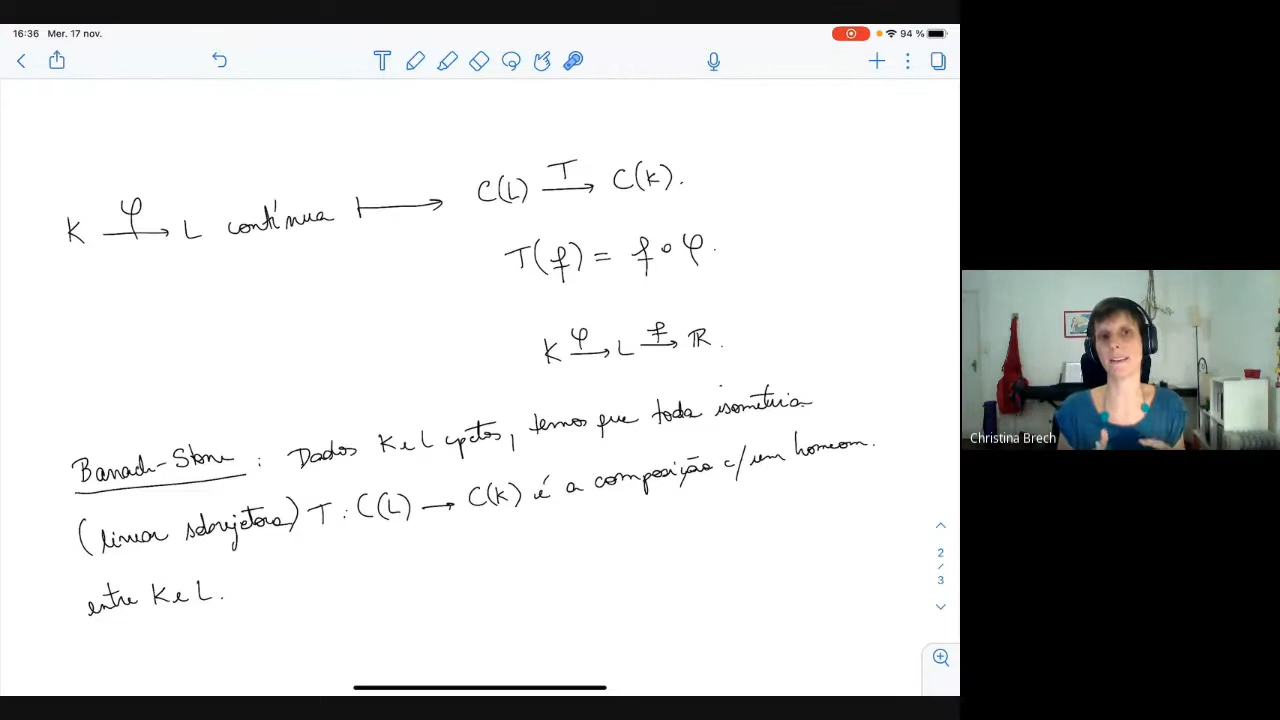 16:36 Mer. 17 nov. 94 %
C(L) T→ C(K).
K φ→ L contínua ⟼
T(f) = f∘φ.
K φ→ L f→ ℝ.
Banach-Stone : Dados K e L cptos, temos que toda isometria
(linear sobrejetora) T : C(L) → C(K) é a composição c/ um homeom.
entre K e L.
2
/
3
Christina Brech